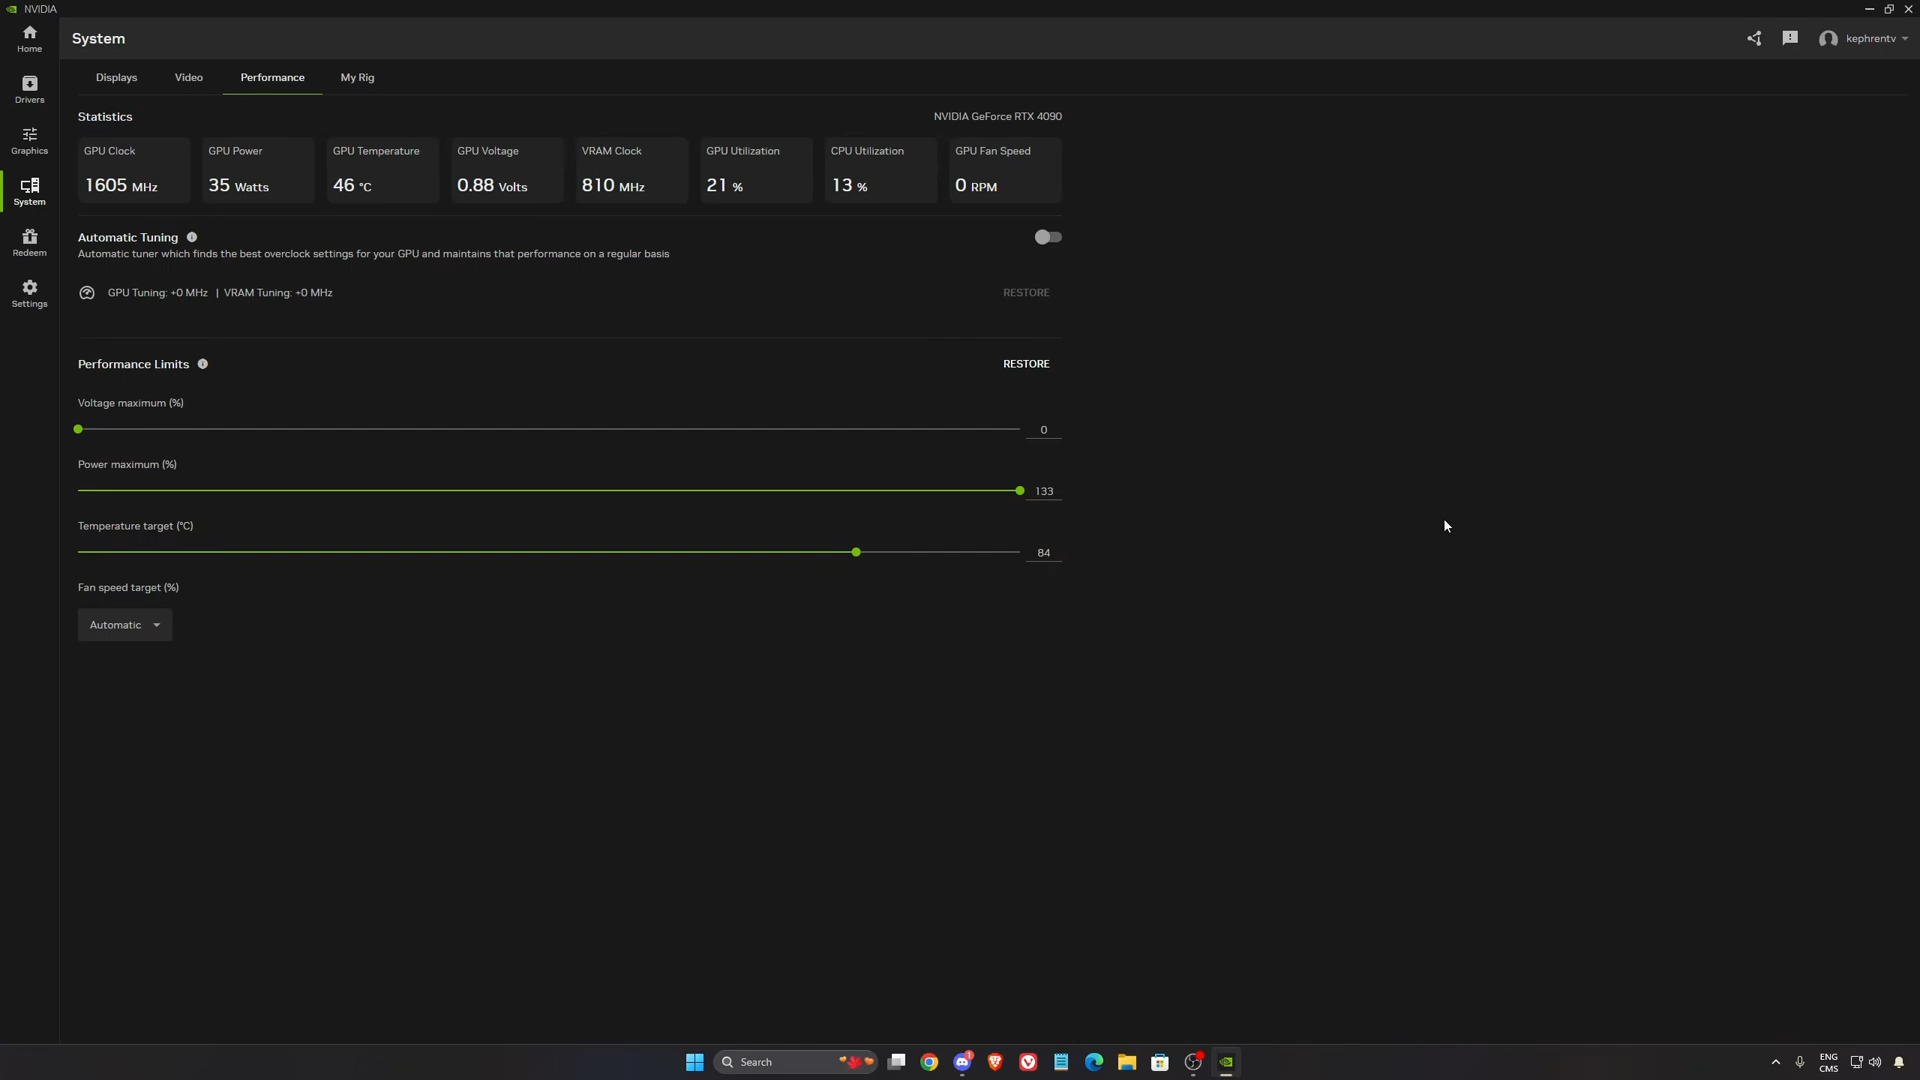 NVIDIA
Home
Drivers
Graphics
System
Redeem
Settings
System
kephrentv
Displays
Video
Performance
My Rig
Statistics
NVIDIA GeForce RTX 4090
GPU Clock
1605 MHz
GPU Power
35 Watts
GPU Temperature
46 °C
GPU Voltage
0.88 Volts
VRAM Clock
810 MHz
GPU Utilization
21 %
CPU Utilization
13 %
GPU Fan Speed
0 RPM
Automatic Tuning
Automatic tuner which finds the best overclock settings for your GPU and maintains that performance on a regular basis
GPU Tuning: +0 MHz | VRAM Tuning: +0 MHz
RESTORE
Performance Limits
RESTORE
Voltage maximum (%)
0
Power maximum (%)
133
Temperature target (°C)
84
Fan speed target (%)
Automatic
Search
1
ENG
CMS